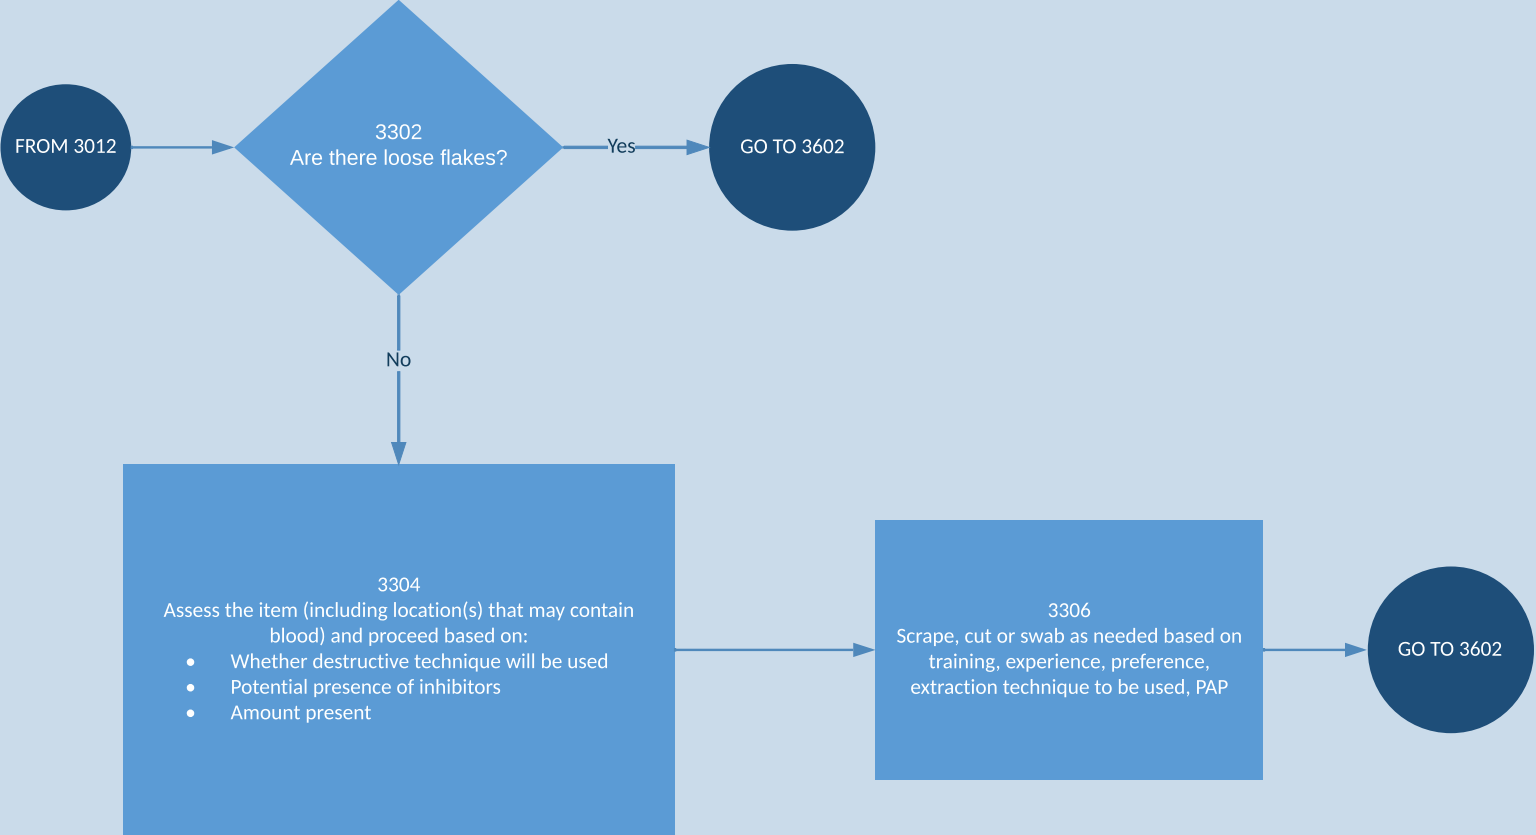 FROM 3012
3302
Are there loose flakes?
Yes
GO TO 3602
No
3304
Assess the item (including location(s) that may contain
blood) and proceed based on:
• Whether destructive technique will be used
• Potential presence of inhibitors
• Amount present
3306
Scrape, cut or swab as needed based on
training, experience, preference,
extraction technique to be used, PAP
GO TO 3602